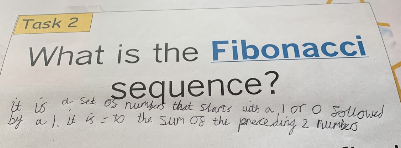 Task 2
What is the Fibonacci
sequence?
it is a set of numbers that starts with a 1 or 0 followed
by a 1. it is = to the sum of the preceding 2 numbers